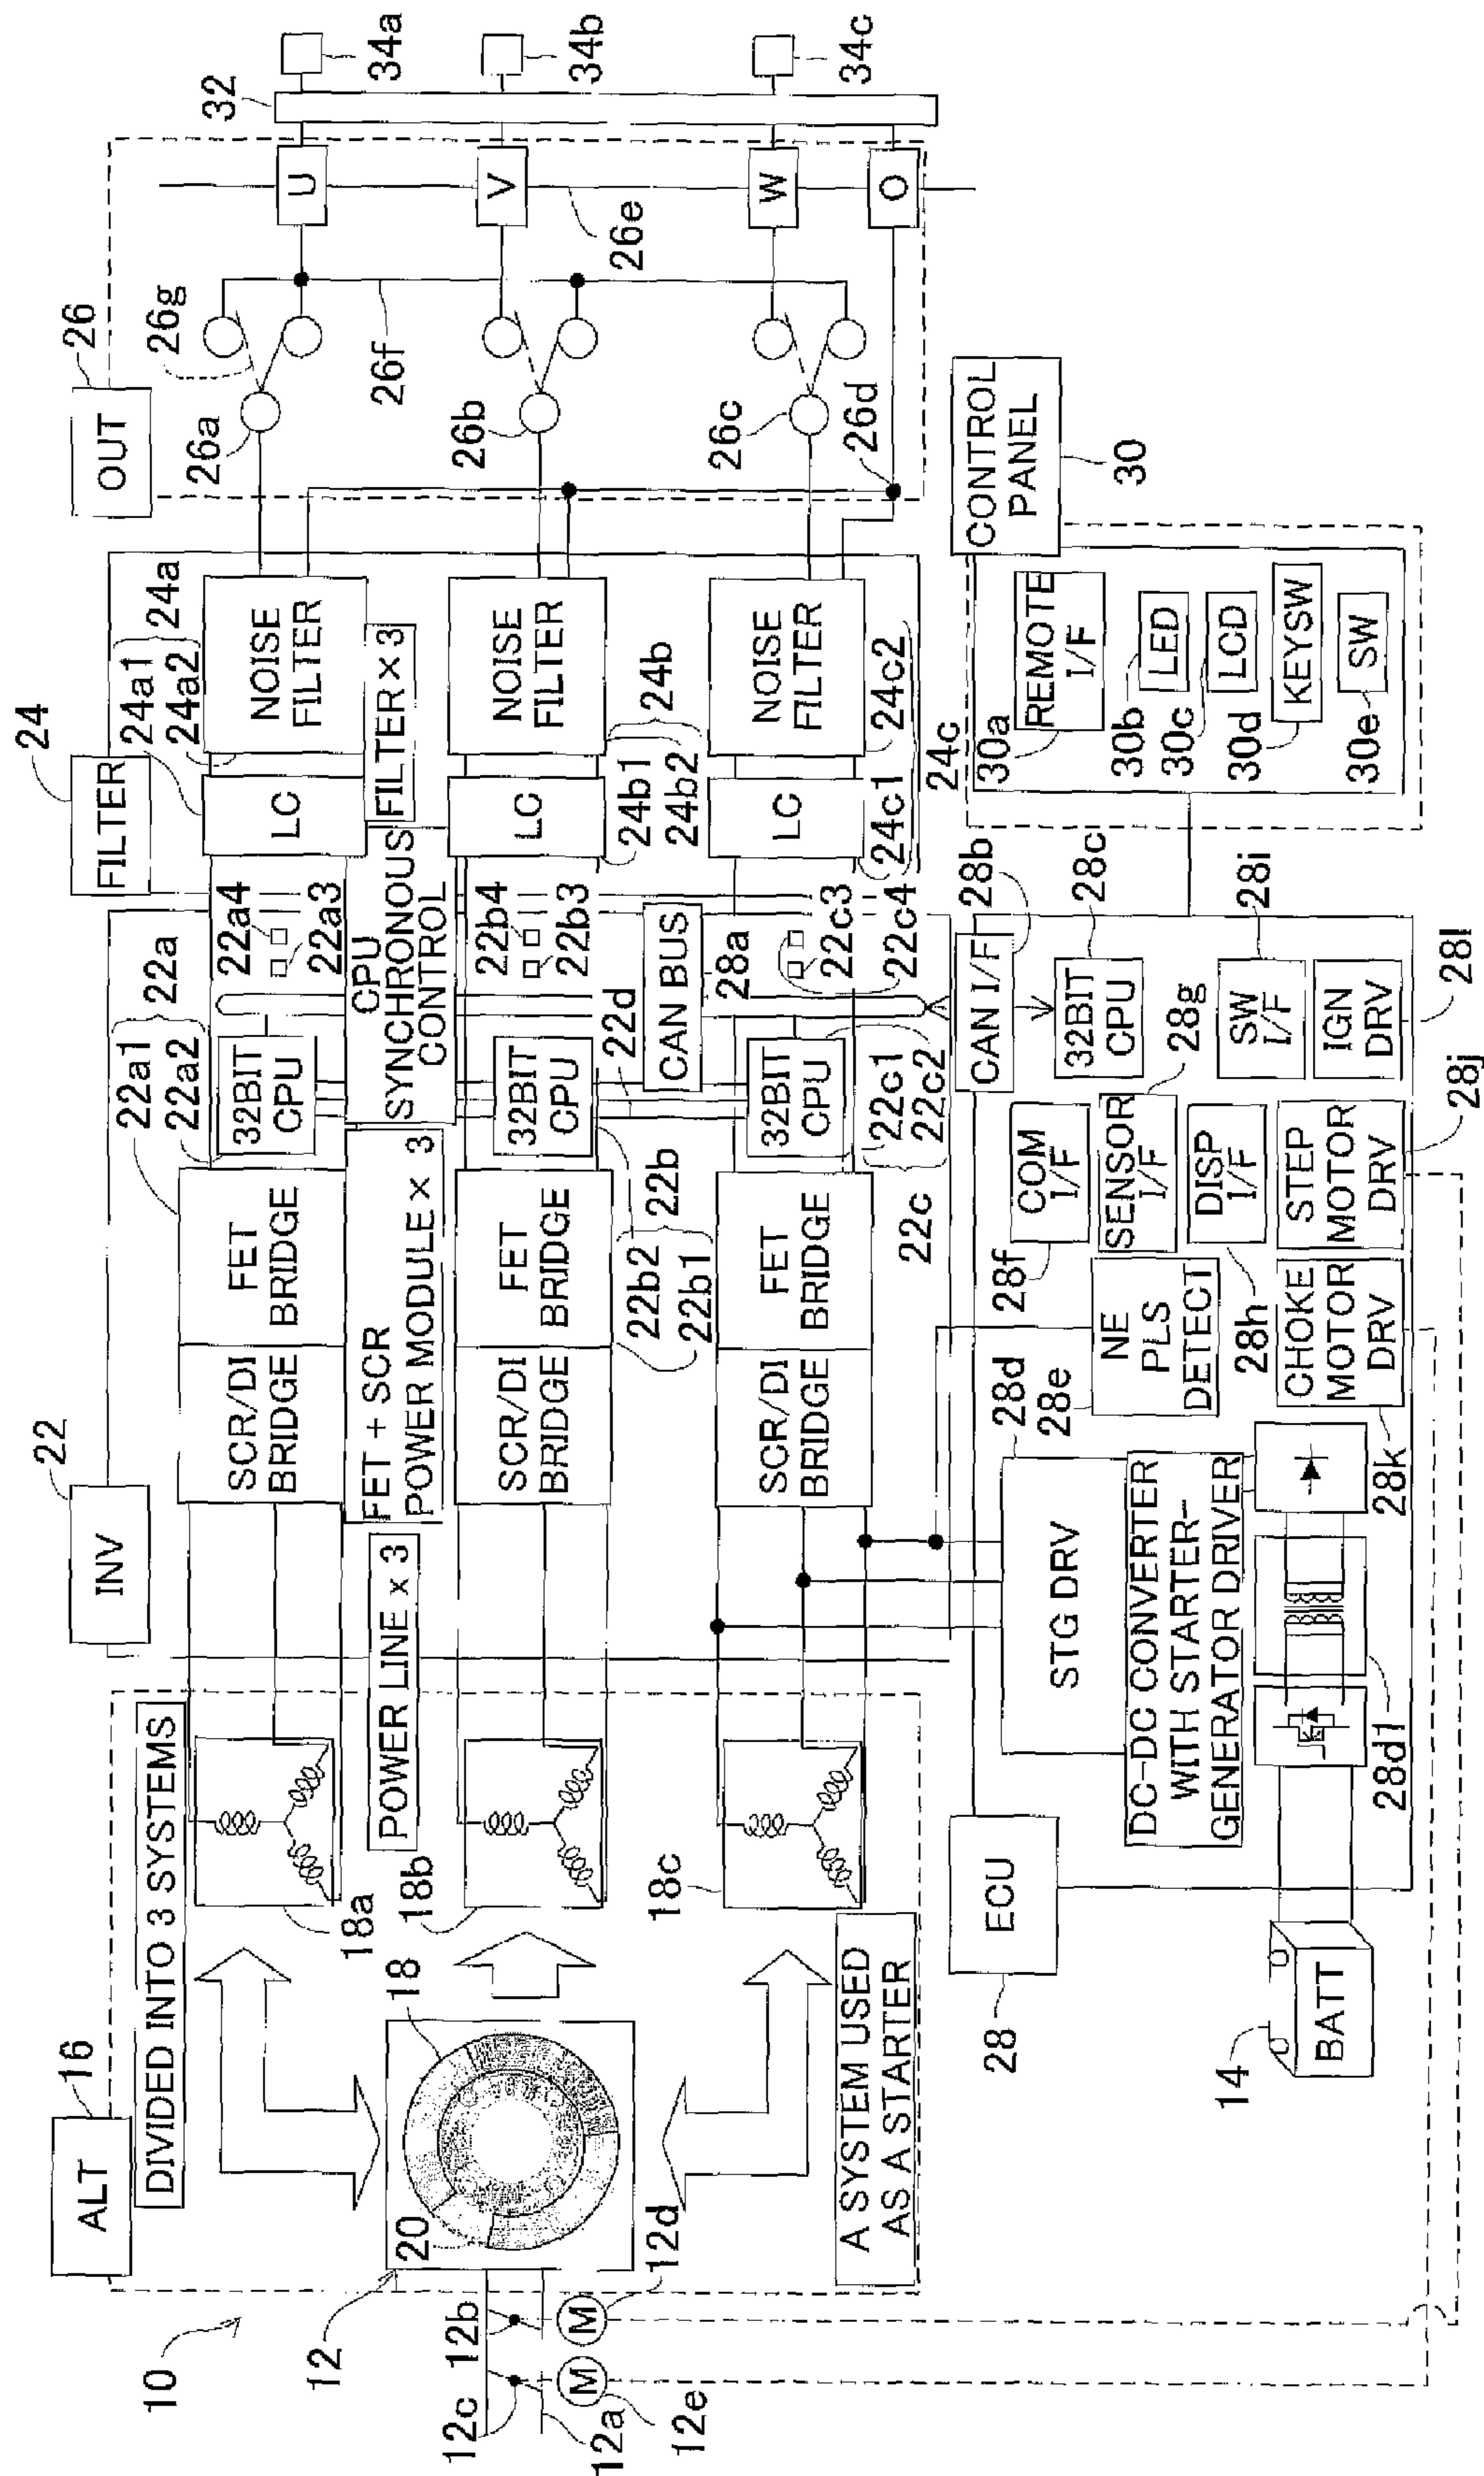 10
ALT
16
DIVIDED INTO 3 SYSTEMS
12
20
18
12b
12c
12a
12d
12e
M
M
18a
18b
18c
A SYSTEM USED
AS A STARTER
POWER LINE x 3
INV
22
SCR/DI
BRIDGE
FET
BRIDGE
22a1
22a2
22a
32BIT
CPU
22a4
22a3
FET + SCR
POWER MODULE x 3
CPU
SYNCHRONOUS
CONTROL
SCR/DI
BRIDGE
FET
BRIDGE
32BIT
CPU
22b4
22b3
22b2
22b1
22b
22d
CAN BUS
28a
SCR/DI
BRIDGE
FET
BRIDGE
32BIT
CPU
22c3
22c4
22c1
22c2
22c
FILTER
24
24a1
24a2
24a
LC
NOISE
FILTER
FILTER×3
LC
NOISE
FILTER
24b1
24b2
24b
LC
NOISE
FILTER
24c1
24c2
24c
OUT
26
26a
26g
26f
26b
26e
26c
26d
U
V
W
O
32
34a
34b
34c
CONTROL
PANEL
30
REMOTE
I/F
30a
LED
30b
LCD
30c
KEYSW
30d
SW
30e
ECU
28
14
BATT
STG DRV
28d
DC-DC CONVERTER
WITH STARTER-
GENERATOR DRIVER
28d1
NE
PLS
DETECT
28e
COM
I/F
28f
SENSOR
I/F
28g
DISP
I/F
28h
CAN I/F
28b
32BIT
CPU
28c
SW
I/F
28i
IGN
DRV
28l
STEP
MOTOR
DRV
28j
CHOKE
MOTOR
DRV
28k